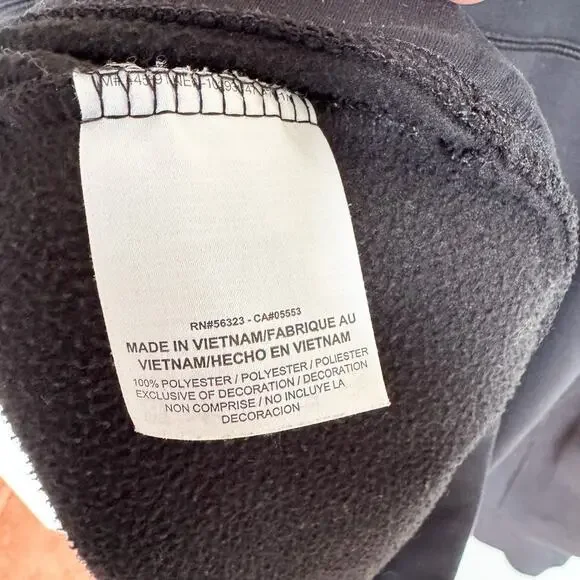 RN#56323 - CA#05553
MADE IN VIETNAM/FABRIQUE AU
VIETNAM/HECHO EN VIETNAM
100% POLYESTER / POLYESTER / POLIESTER
EXCLUSIVE OF DECORATION / DECORATION
NON COMPRISE / NO INCLUYE LA
DECORACION